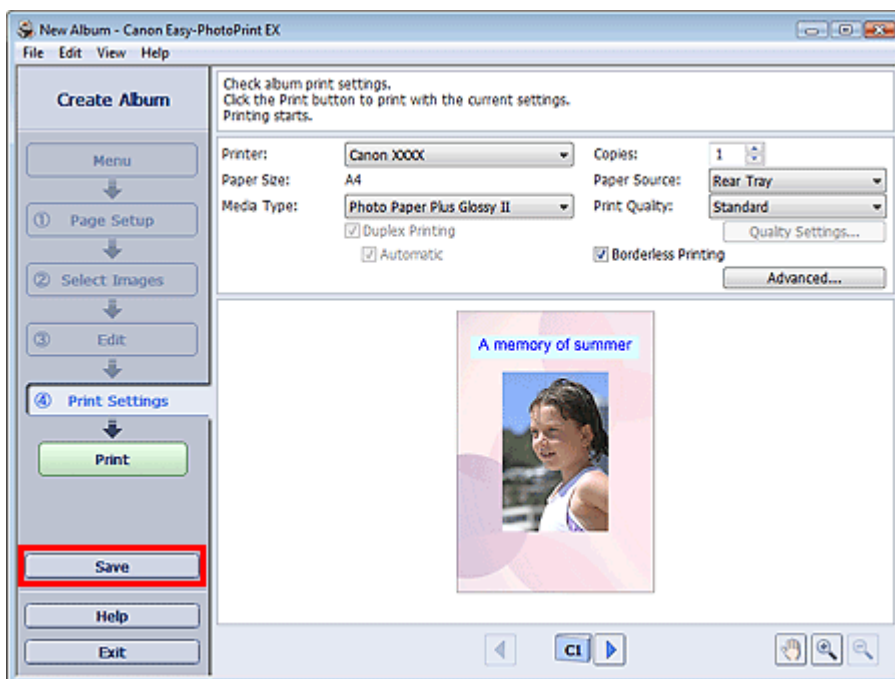 New Album - Canon Easy-PhotoPrint EX
File Edit View Help
Create Album
Menu
① Page Setup
② Select Images
③ Edit
④ Print Settings
Print
Save
Help
Exit
Check album print settings.
Click the Print button to print with the current settings.
Printing starts.
Printer: Canon XXXX Copies: 1
Paper Size: A4 Paper Source: Rear Tray
Media Type: Photo Paper Plus Glossy II Print Quality: Standard
Duplex Printing Quality Settings...
Automatic Borderless Printing
Advanced...
A memory of summer
C1